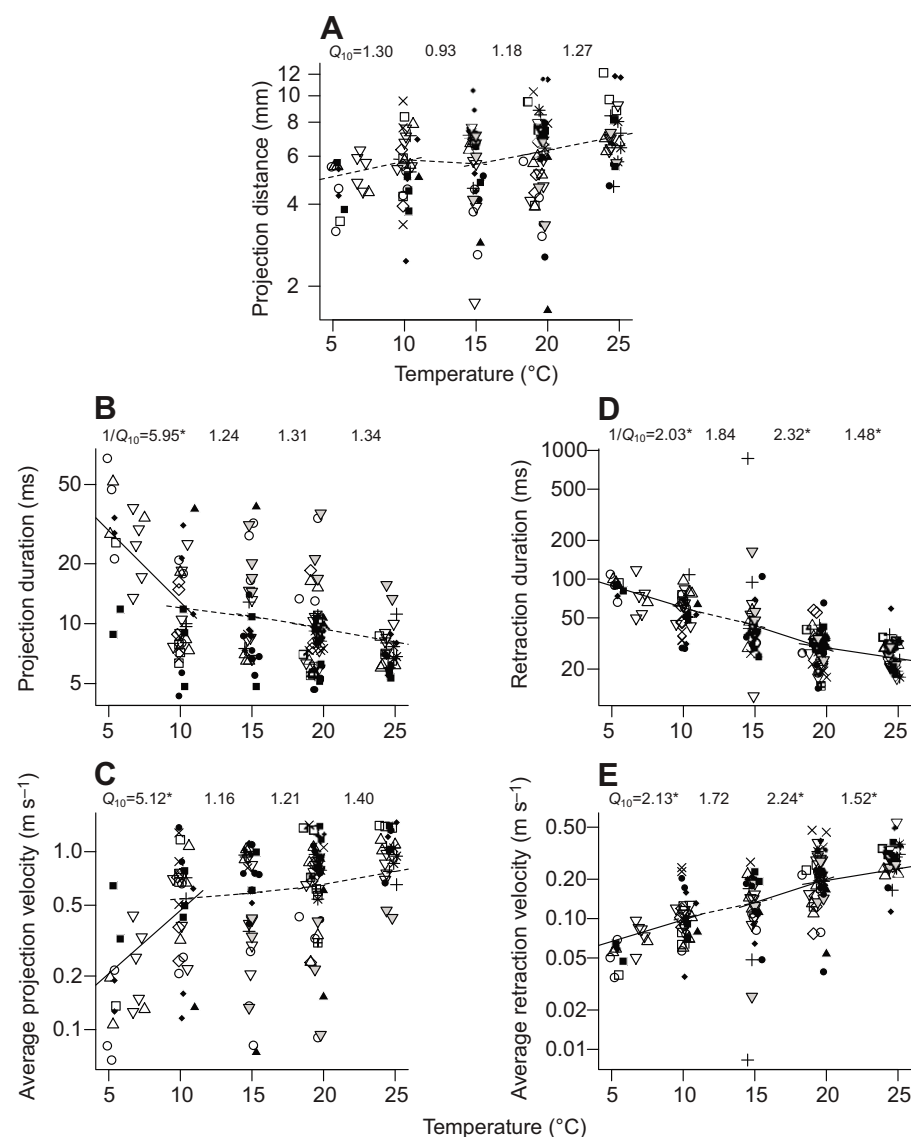 A
Q10=1.30 0.93 1.18 1.27
12
10
8
6
4
2
Projection distance (mm)
5 10 15 20 25
Temperature (°C)
B
1/Q10=5.95* 1.24 1.31 1.34
50
20
10
5
Projection duration (ms)
5 10 15 20 25
D
1/Q10=2.03* 1.84 2.32* 1.48*
1000
500
100
50
20
Retraction duration (ms)
5 10 15 20 25
C
Q10=5.12* 1.16 1.21 1.40
1.0
0.5
0.2
0.1
Average projection velocity (m s−1)
5 10 15 20 25
E
Q10=2.13* 1.72 2.24* 1.52*
0.50
0.20
0.10
0.05
0.02
0.01
Average retraction velocity (m s−1)
5 10 15 20 25
Temperature (°C)